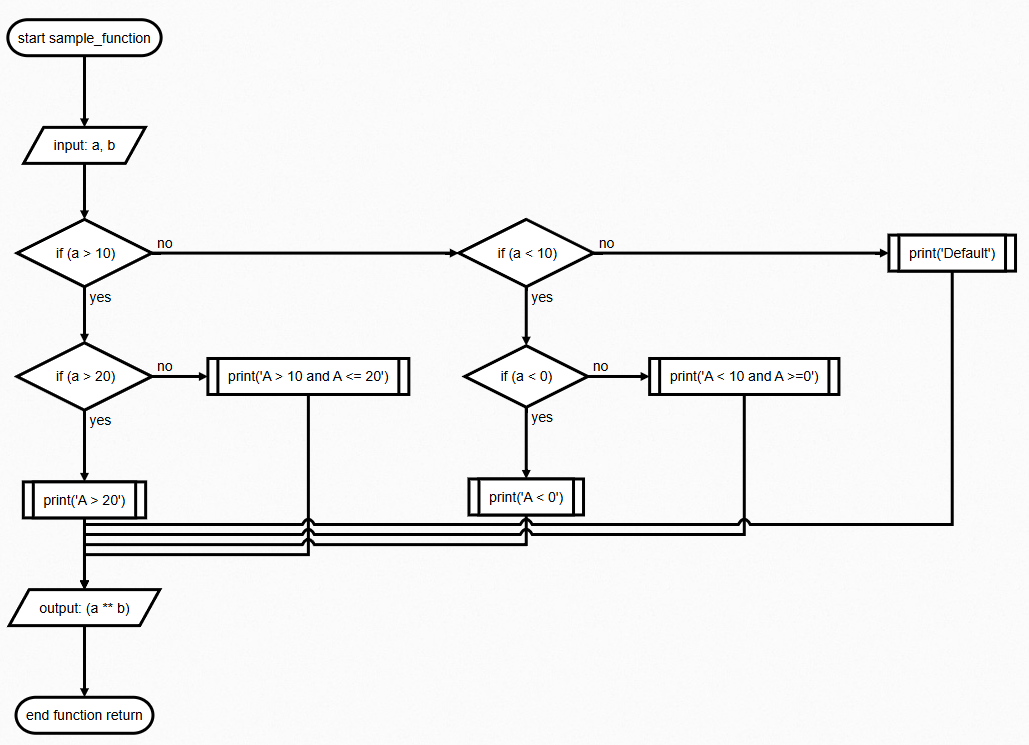 start sample_function
input: a, b
if (a > 10)
no
if (a < 10)
no
print('Default')
yes
yes
if (a > 20)
no
print('A > 10 and A <= 20')
if (a < 0)
no
print('A < 10 and A >=0')
yes
yes
print('A > 20')
print('A < 0')
output: (a ** b)
end function return